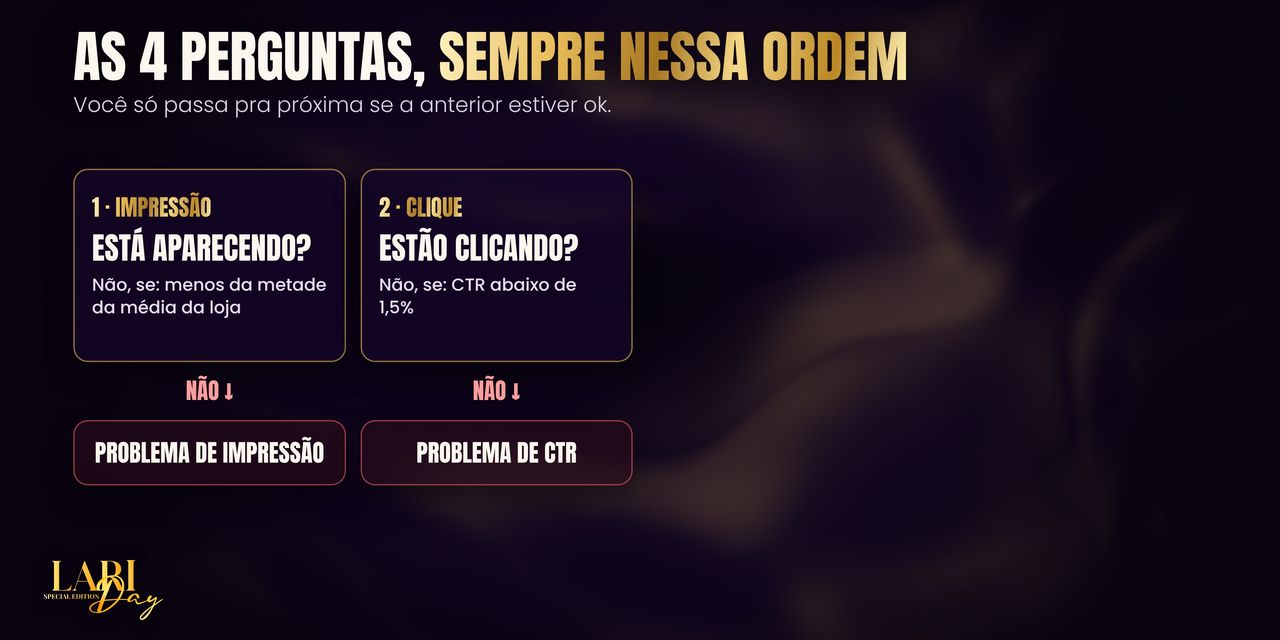 AS 4 PERGUNTAS, SEMPRE NESSA ORDEM
Você só passa pra próxima se a anterior estiver ok.
1 · IMPRESSÃO
ESTÁ APARECENDO?
Não, se: menos da metade
da média da loja
NÃO ↓
PROBLEMA DE IMPRESSÃO
2 · CLIQUE
ESTÃO CLICANDO?
Não, se: CTR abaixo de
1,5%
NÃO ↓
PROBLEMA DE CTR
LABI
SPECIAL EDITION
Day